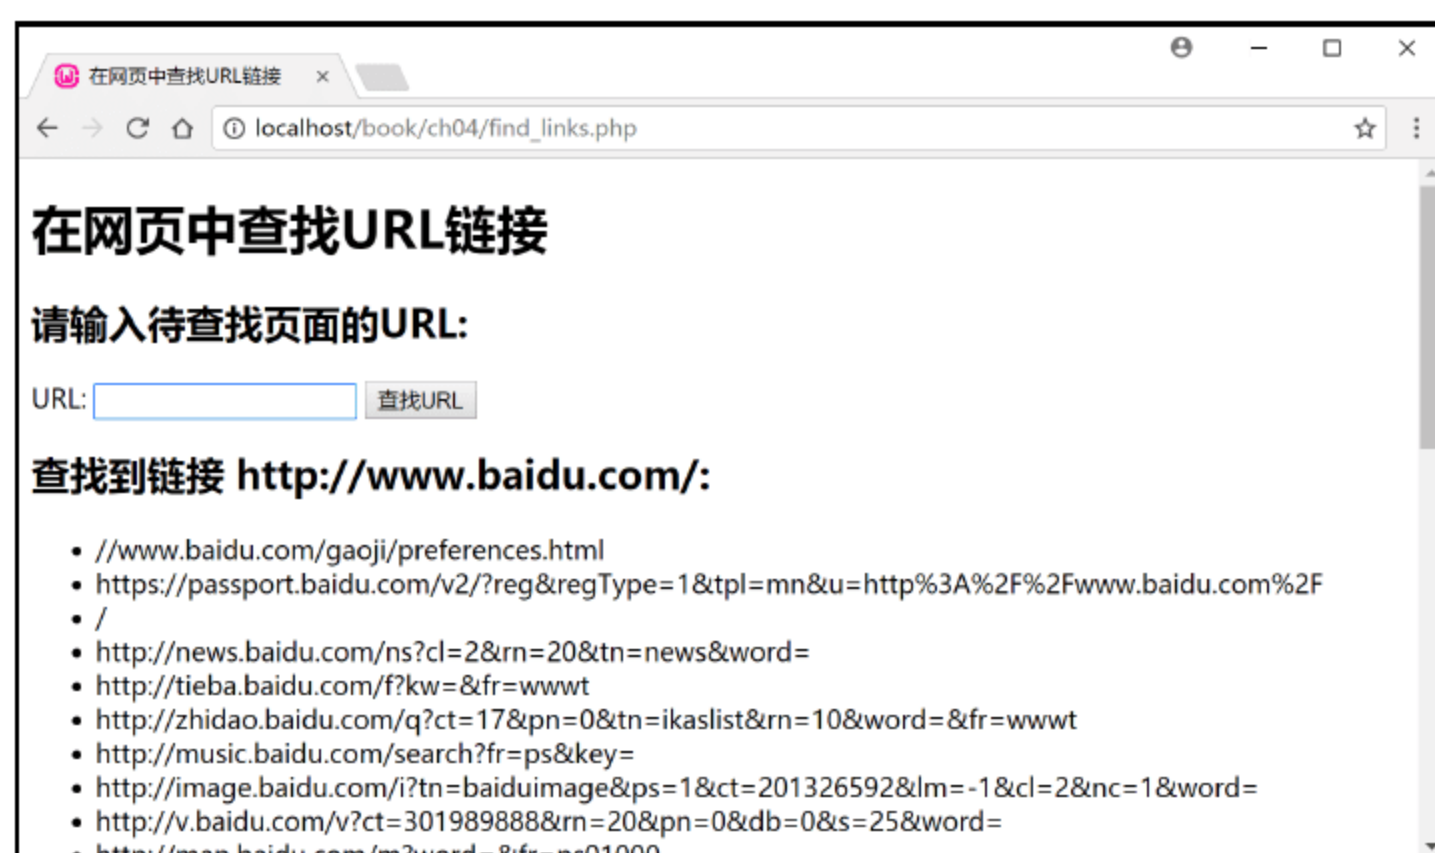 在网页中查找URL链接
localhost/book/ch04/find_links.php
在网页中查找URL链接
请输入待查找页面的URL:
URL: 查找URL
查找到链接 http://www.baidu.com/:
//www.baidu.com/gaoji/preferences.html
https://passport.baidu.com/v2/?reg&regType=1&tpl=mn&u=http%3A%2F%2Fwww.baidu.com%2F
/
http://news.baidu.com/ns?cl=2&rn=20&tn=news&word=
http://tieba.baidu.com/f?kw=&fr=wwwt
http://zhidao.baidu.com/q?ct=17&pn=0&tn=ikaslist&rn=10&word=&fr=wwwt
http://music.baidu.com/search?fr=ps&key=
http://image.baidu.com/i?tn=baiduimage&ps=1&ct=201326592&lm=-1&cl=2&nc=1&word=
http://v.baidu.com/v?ct=301989888&rn=20&pn=0&db=0&s=25&word=